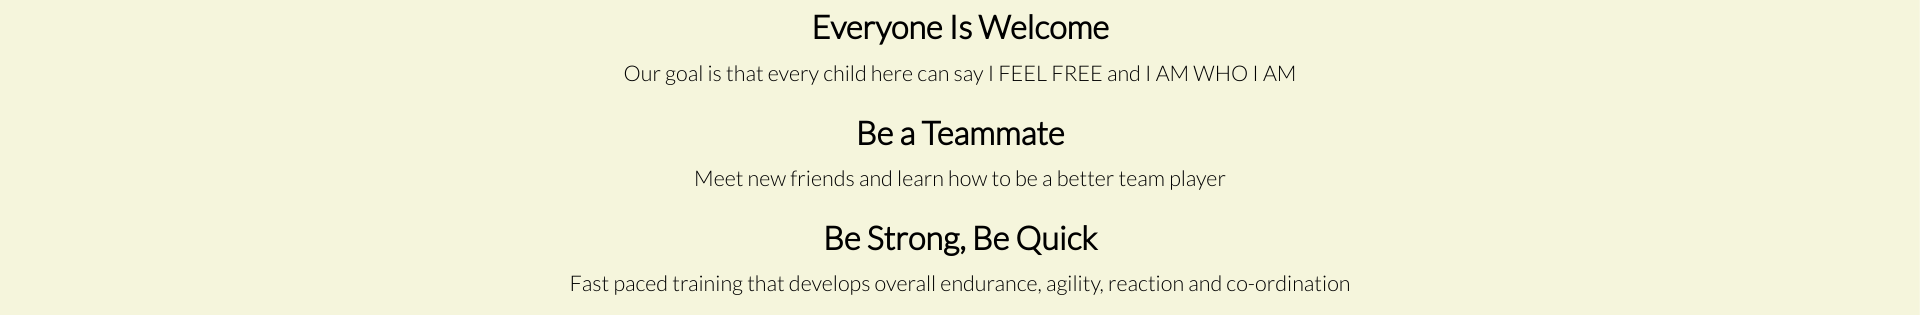 Everyone Is Welcome
Our goal is that every child here can say I FEEL FREE and I AM WHO I AM
Be a Teammate
Meet new friends and learn how to be a better team player
Be Strong, Be Quick
Fast paced training that develops overall endurance, agility, reaction and co-ordination